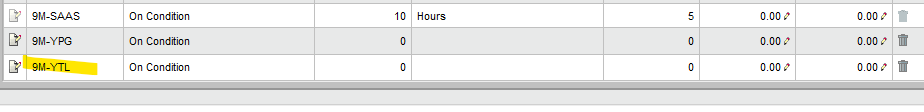 9M-SAAS On Condition 10 Hours 5 0.00 0.00
9M-YPG On Condition 0 0 0.00 0.00
9M-YTL On Condition 0 0 0.00 0.00